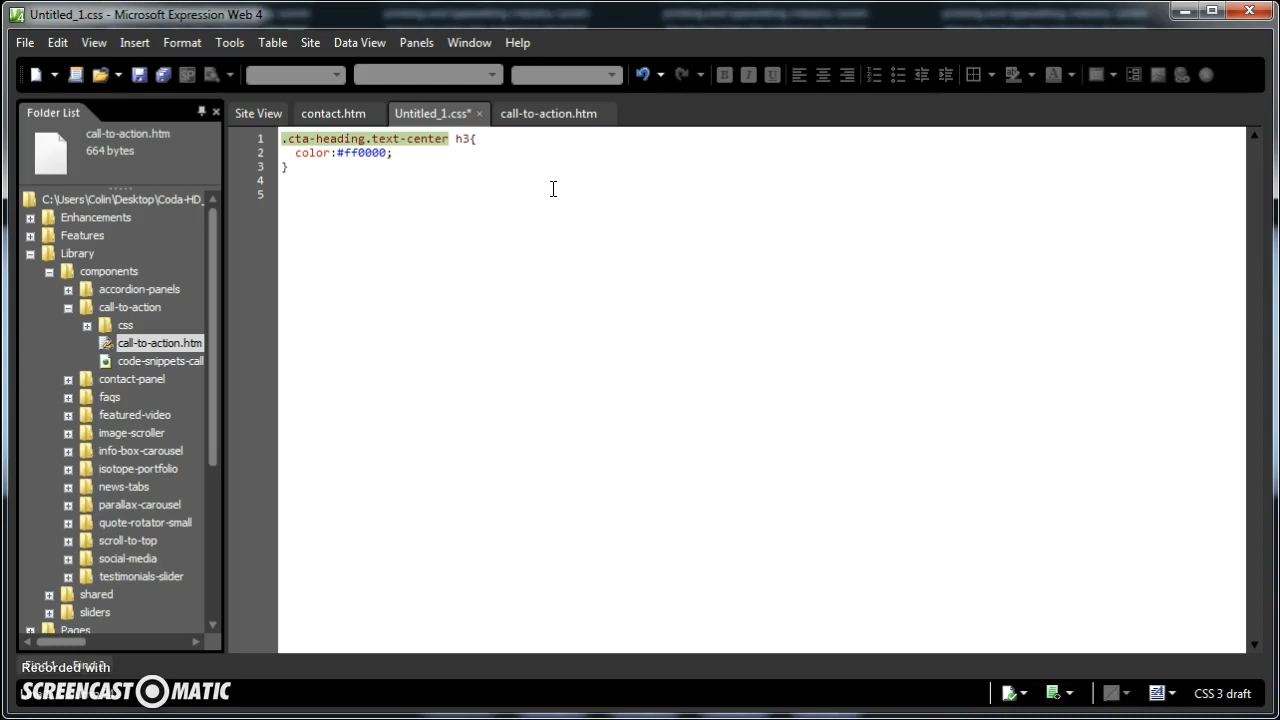 Untitled_1.css - Microsoft Expression Web 4
File Edit View Insert Format Tools Table Site Data View Panels Window Help
Folder List
Site View contact.htm Untitled_1.css* call-to-action.htm
call-to-action.htm
664 bytes
C:\Users\Colin\Desktop\Coda-HD_
Enhancements
Features
Library
components
accordion-panels
call-to-action
css
call-to-action.htm
code-snippets-call
contact-panel
faqs
featured-video
image-scroller
info-box-carousel
isotope-portfolio
news-tabs
parallax-carousel
quote-rotator-small
scroll-to-top
social-media
testimonials-slider
shared
sliders
Pages
1 .cta-heading.text-center h3{
2 color:#ff0000;
3 }
4
5
Recorded with
SCREENCAST-O-MATIC
CSS 3 draft